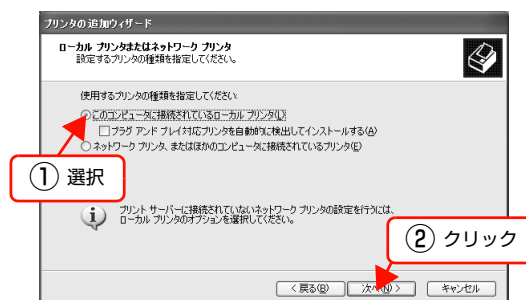 プリンタの追加ウィザード
ローカル プリンタまたはネットワーク プリンタ
設定するプリンタの種類を指定してください。
使用するプリンタの種類を指定してください:
このコンピュータに接続されているローカル プリンタ(L)
プラグ アンド プレイ対応プリンタを自動的に検出してインストールする(A)
ネットワーク プリンタ、またはほかのコンピュータに接続されているプリンタ(E)
① 選択
プリント サーバーに接続されていないネットワーク プリンタの設定を行うには、
ローカル プリンタのオプションを選択してください。
② クリック
< 戻る(B)
次へ(N) >
キャンセル